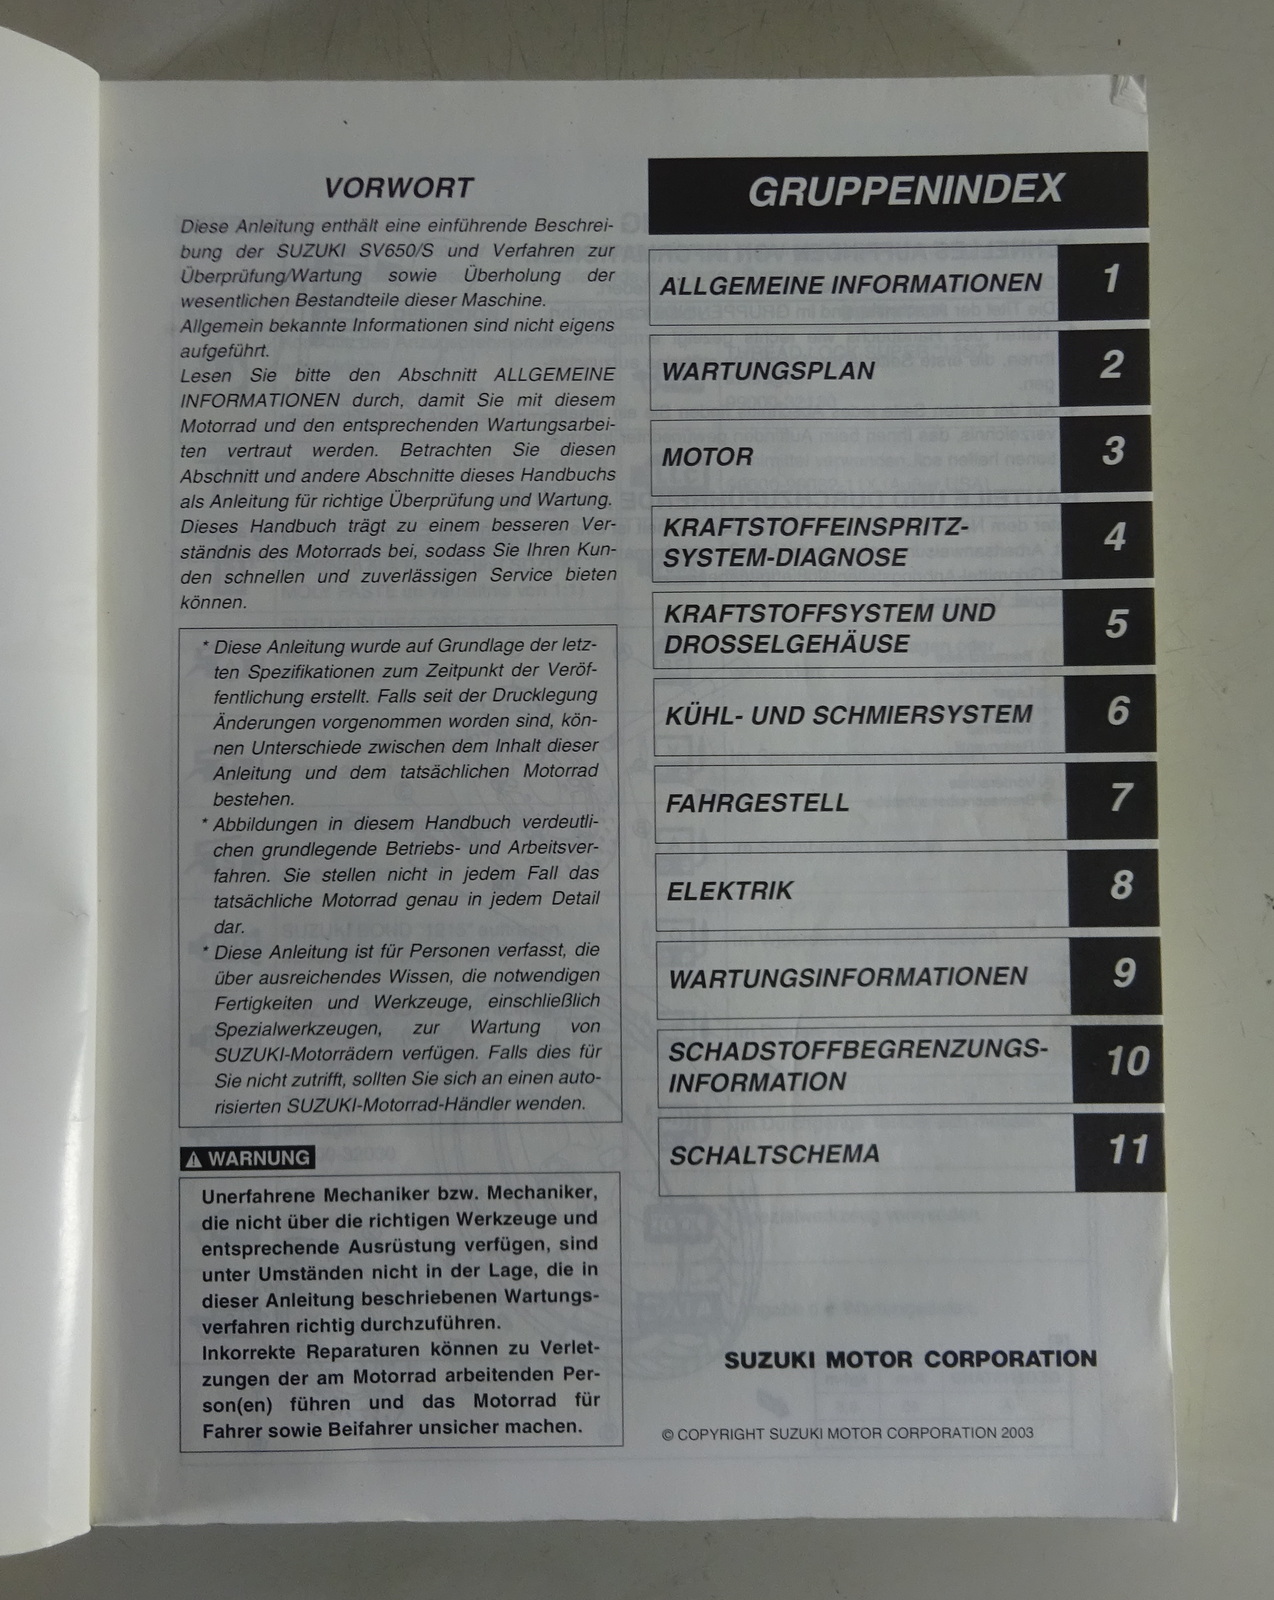 VORWORT
Diese Anleitung enthält eine einführende Beschrei-
bung der SUZUKI SV650/S und Verfahren zur
Überprüfung/Wartung sowie Überholung der
wesentlichen Bestandteile dieser Maschine.
Allgemein bekannte Informationen sind nicht eigens
aufgeführt.
Lesen Sie bitte den Abschnitt ALLGEMEINE
INFORMATIONEN durch, damit Sie mit diesem
Motorrad und den entsprechenden Wartungsarbei-
ten vertraut werden. Betrachten Sie diesen
Abschnitt und andere Abschnitte dieses Handbuchs
als Anleitung für richtige Überprüfung und Wartung.
Dieses Handbuch trägt zu einem besseren Ver-
ständnis des Motorrads bei, sodass Sie Ihren Kun-
den schnellen und zuverlässigen Service bieten
können.
* Diese Anleitung wurde auf Grundlage der letz-
ten Spezifikationen zum Zeitpunkt der Veröf-
fentlichung erstellt. Falls seit der Drucklegung
Änderungen vorgenommen worden sind, kön-
nen Unterschiede zwischen dem Inhalt dieser
Anleitung und dem tatsächlichen Motorrad
bestehen.
* Abbildungen in diesem Handbuch verdeutli-
chen grundlegende Betriebs- und Arbeitsver-
fahren. Sie stellen nicht in jedem Fall das
tatsächliche Motorrad genau in jedem Detail
dar.
* Diese Anleitung ist für Personen verfasst, die
über ausreichendes Wissen, die notwendigen
Fertigkeiten und Werkzeuge, einschließlich
Spezialwerkzeugen, zur Wartung von
SUZUKI-Motorrädern verfügen. Falls dies für
Sie nicht zutrifft, sollten Sie sich an einen auto-
risierten SUZUKI-Motorrad-Händler wenden.
⚠ WARNUNG
Unerfahrene Mechaniker bzw. Mechaniker,
die nicht über die richtigen Werkzeuge und
entsprechende Ausrüstung verfügen, sind
unter Umständen nicht in der Lage, die in
dieser Anleitung beschriebenen Wartungs-
verfahren richtig durchzuführen.
Inkorrekte Reparaturen können zu Verlet-
zungen der am Motorrad arbeitenden Per-
son(en) führen und das Motorrad für
Fahrer sowie Beifahrer unsicher machen.
GRUPPENINDEX
ALLGEMEINE INFORMATIONEN 1
WARTUNGSPLAN 2
MOTOR 3
KRAFTSTOFFEINSPRITZ-
SYSTEM-DIAGNOSE 4
KRAFTSTOFFSYSTEM UND
DROSSELGEHÄUSE 5
KÜHL- UND SCHMIERSYSTEM 6
FAHRGESTELL 7
ELEKTRIK 8
WARTUNGSINFORMATIONEN 9
SCHADSTOFFBEGRENZUNGS-
INFORMATION 10
SCHALTSCHEMA 11
SUZUKI MOTOR CORPORATION
© COPYRIGHT SUZUKI MOTOR CORPORATION 2003